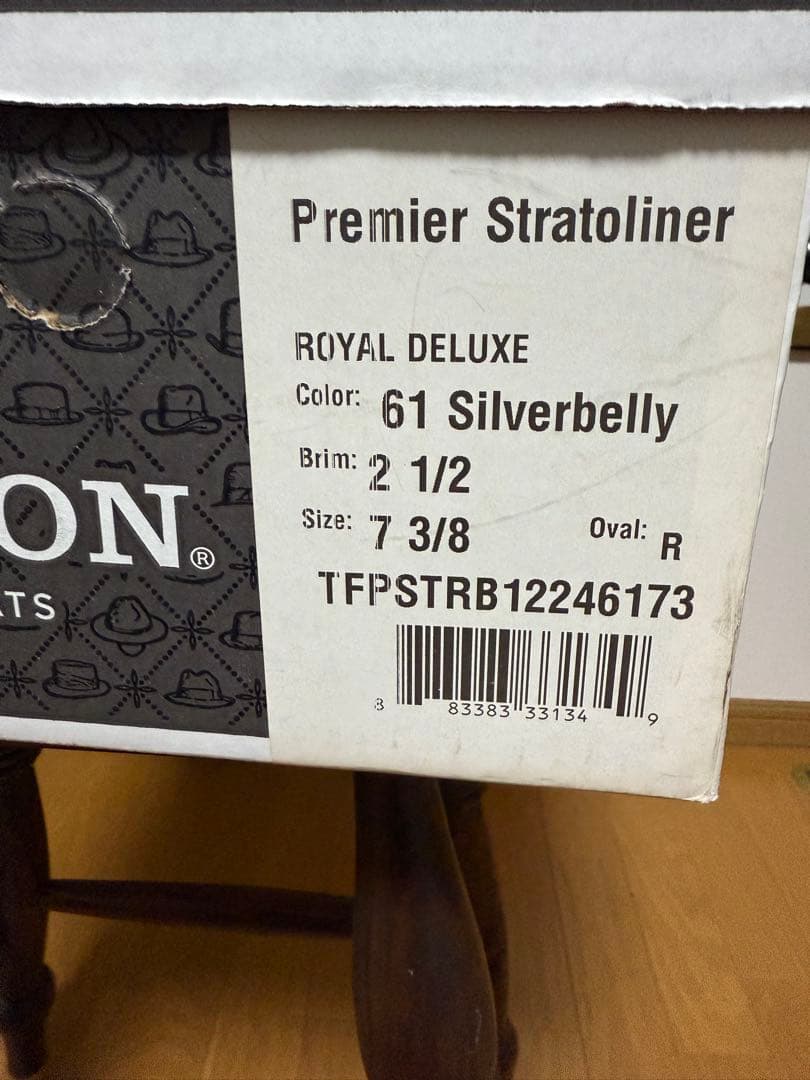 ON®
ATS
Premier Stratoliner
ROYAL DELUXE
Color: 61 Silverbelly
Brim: 2 1/2
Size: 7 3/8 Oval: R
TFPSTRB12246173
8 83383 33134 9